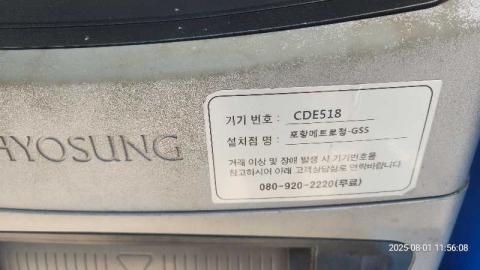 기기 번호 : CDE518
설치점 명 : 포항메트로점-GS5
AYOSUNG
거래 이상 및 장애 발생 시 기기번호를
참고하시어 아래 고객상담실로 연락바랍니다.
080-920-2220(무료)
2025-08-01 11:56:08